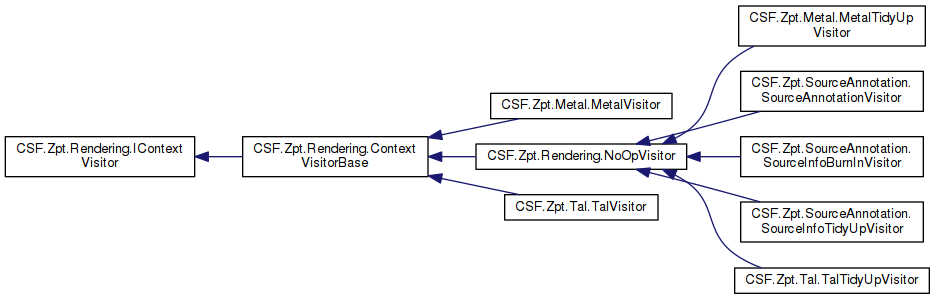 CSF.Zpt.Rendering.IContext
Visitor
CSF.Zpt.Rendering.Context
VisitorBase
CSF.Zpt.Metal.MetalVisitor
CSF.Zpt.Rendering.NoOpVisitor
CSF.Zpt.Tal.TalVisitor
CSF.Zpt.Metal.MetalTidyUp
Visitor
CSF.Zpt.SourceAnnotation.
SourceAnnotationVisitor
CSF.Zpt.SourceAnnotation.
SourceInfoBurnInVisitor
CSF.Zpt.SourceAnnotation.
SourceInfoTidyUpVisitor
CSF.Zpt.Tal.TalTidyUpVisitor